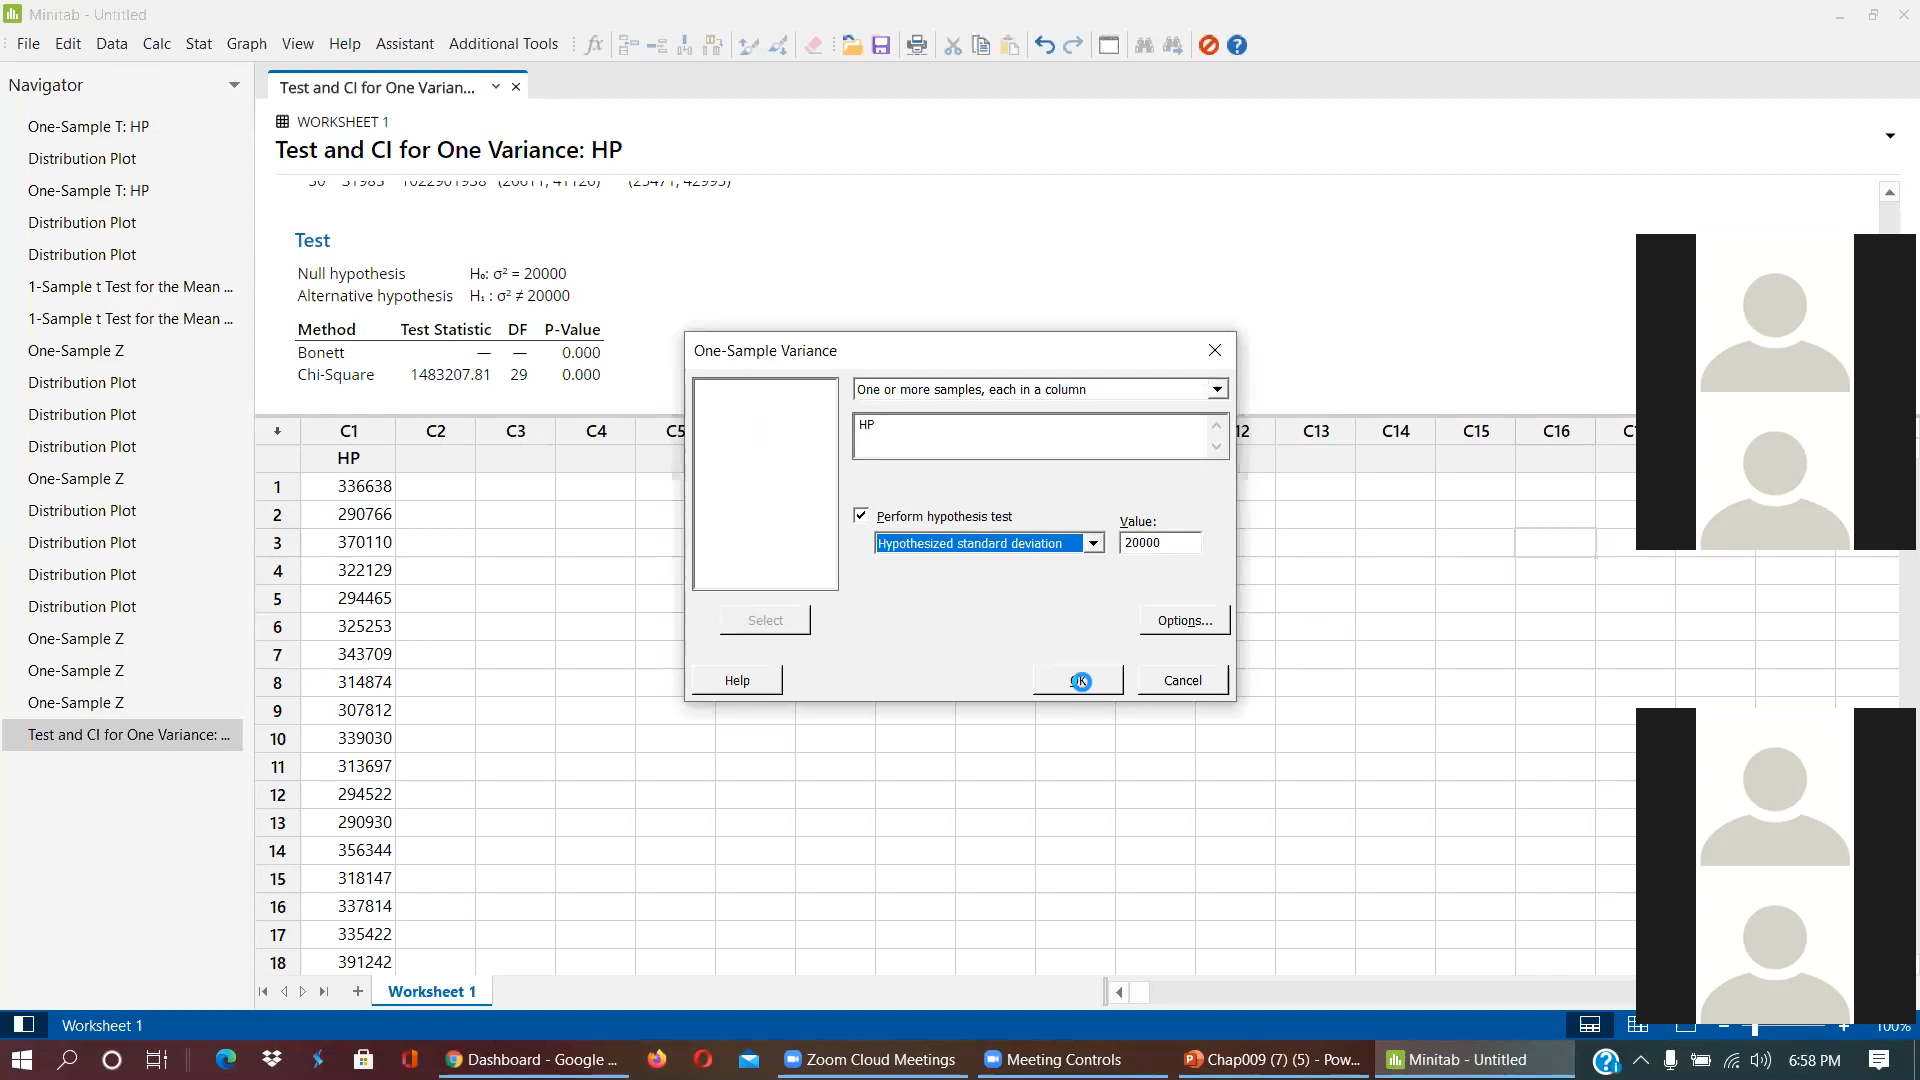 Minitab - Untitled
File Edit Data Calc Stat Graph View Help Assistant Additional Tools
Navigator
One-Sample T: HP
Distribution Plot
One-Sample T: HP
Distribution Plot
Distribution Plot
1-Sample t Test for the Mean ...
1-Sample t Test for the Mean ...
One-Sample Z
Distribution Plot
Distribution Plot
Distribution Plot
One-Sample Z
Distribution Plot
Distribution Plot
Distribution Plot
Distribution Plot
One-Sample Z
One-Sample Z
One-Sample Z
Test and CI for One Variance: ...
Test and CI for One Varian...
WORKSHEET 1
Test and CI for One Variance: HP
Test
Null hypothesis H₀: σ² = 20000
Alternative hypothesis H₁ : σ² ≠ 20000
Method Test Statistic DF P-Value
Bonett — — 0.000
Chi-Square 1483207.81 29 0.000
One-Sample Variance
One or more samples, each in a column
HP
Perform hypothesis test
Value:
Hypothesized standard deviation
20000
Select
Options...
Help
OK
Cancel
C1 C2 C3 C4 C5 12 C13 C14 C15 C16
HP
1 336638
2 290766
3 370110
4 322129
5 294465
6 325253
7 343709
8 314874
9 307812
10 339030
11 313697
12 294522
13 290930
14 356344
15 318147
16 337814
17 335422
18 391242
Worksheet 1
Worksheet 1
100%
Dashboard - Google ...
Zoom Cloud Meetings
Meeting Controls
Chap009 (7) (5) - Pow...
Minitab - Untitled
6:58 PM